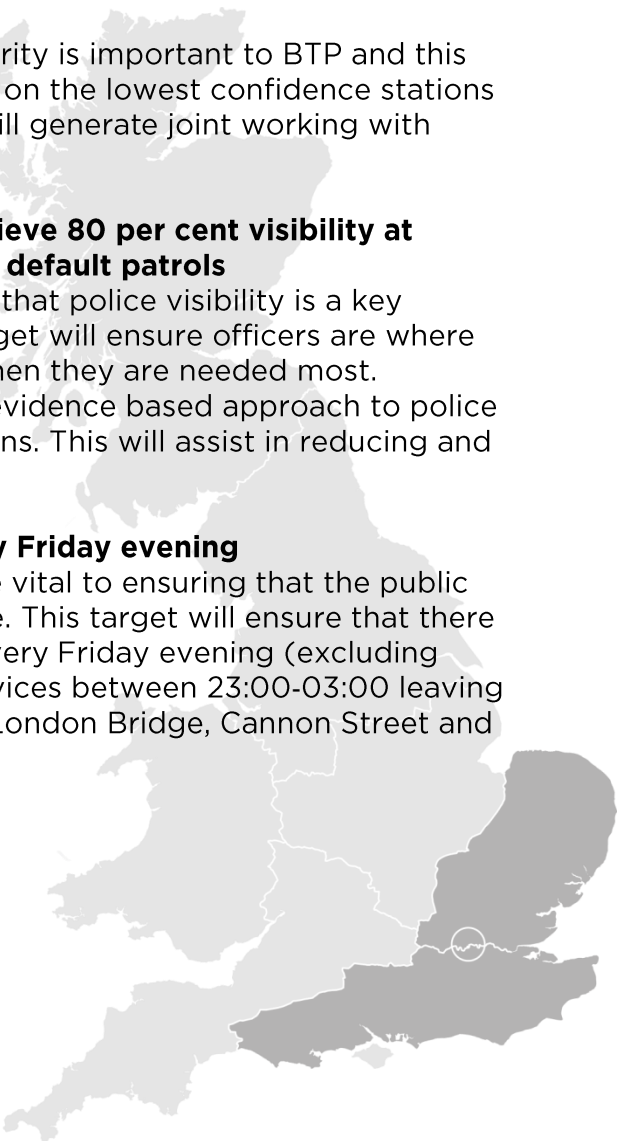 rity is important to BTP and this
on the lowest confidence stations
ill generate joint working with
ieve 80 per cent visibility at
default patrols
that police visibility is a key
get will ensure officers are where
hen they are needed most.
evidence based approach to police
ns. This will assist in reducing and
y Friday evening
e vital to ensuring that the public
e. This target will ensure that there
very Friday evening (excluding
vices between 23:00-03:00 leaving
London Bridge, Cannon Street and